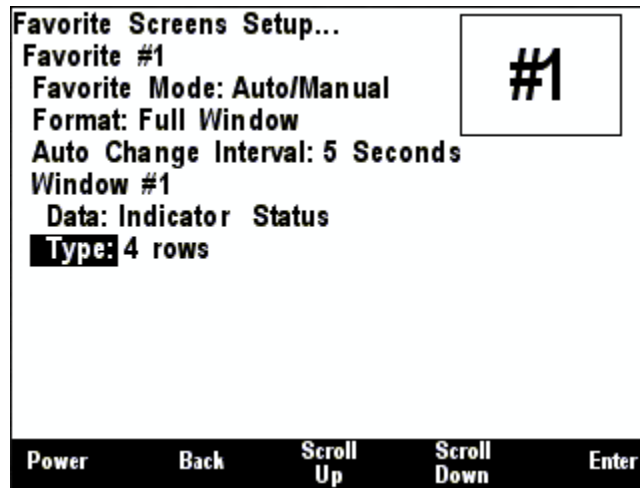 Favorite Screens Setup...
Favorite #1
Favorite Mode: Auto/Manual
Format: Full Window
Auto Change Interval: 5 Seconds
Window #1
Data: Indicator Status
Type: 4 rows
#1
Power
Back
Scroll
Up
Scroll
Down
Enter